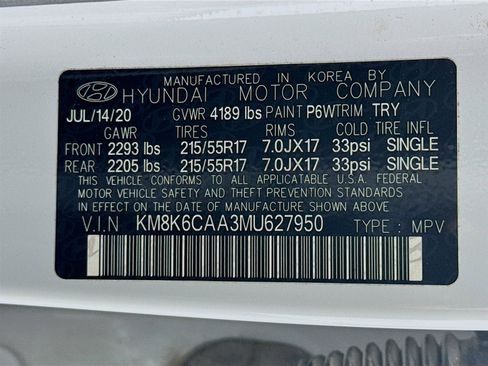 MANUFACTURED IN KOREA BY
HYUNDAI MOTOR COMPANY
JUL/14/20 GVWR 4189 lbs PAINT P6W TRIM TRY
GAWR TIRES RIMS COLD TIRE INFL
FRONT 2293 lbs 215/55R17 7.0JX17 33psi SINGLE
REAR 2205 lbs 215/55R17 7.0JX17 33psi SINGLE
THIS VEHICLE CONFORMS TO ALL APPLICABLE U.S.A. FEDERAL
MOTOR VEHICLE SAFETY AND THEFT PREVENTION STANDARDS
IN EFFECT ON THE DATE OF MANUFACTURE SHOWN ABOVE.
V.I.N KM8K6CAA3MU627950 TYPE : MPV